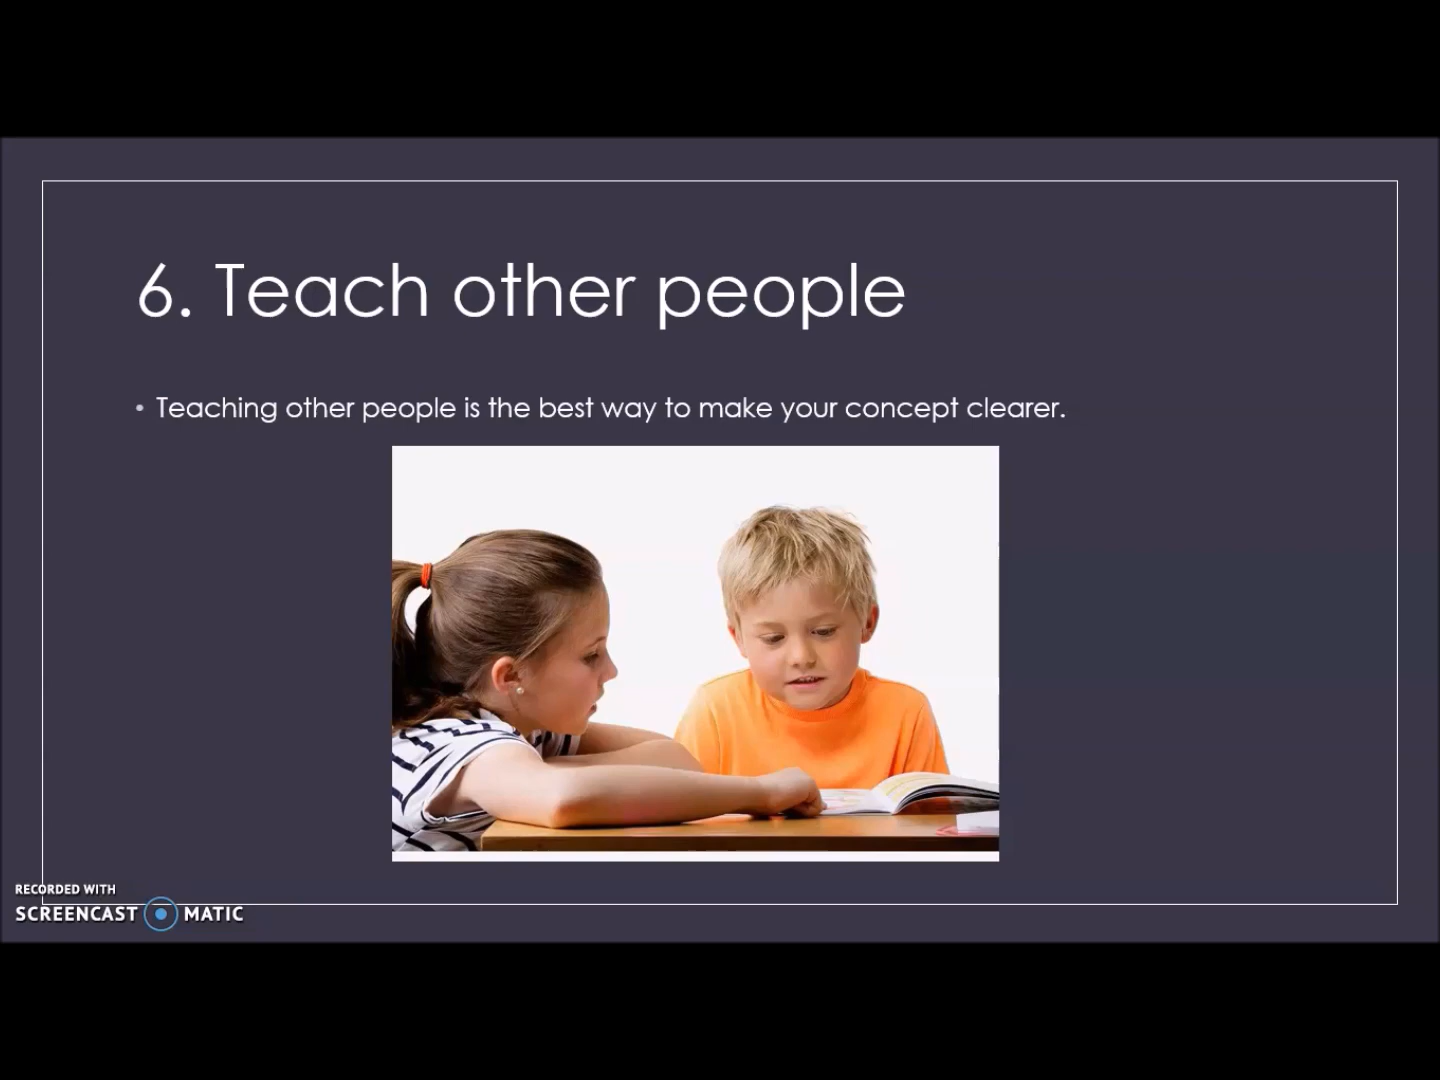 6. Teach other people
• Teaching other people is the best way to make your concept clearer.
RECORDED WITH
SCREENCAST MATIC